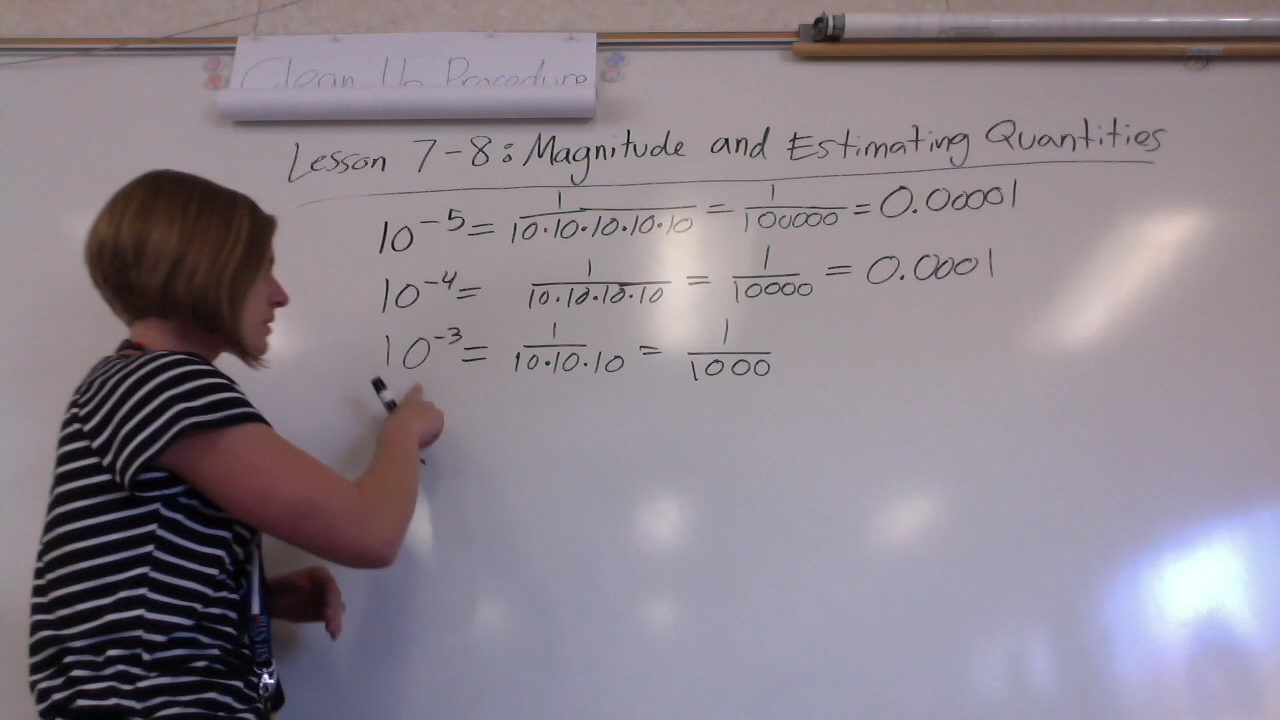 Clean Up Procedure
Lesson 7-8: Magnitude and Estimating Quantities
10⁻⁵ = 1/10·10·10·10·10 = 1/100000 = 0.00001
10⁻⁴ = 1/10·10·10·10 = 1/10000 = 0.0001
10⁻³ = 1/10·10·10 = 1/1000